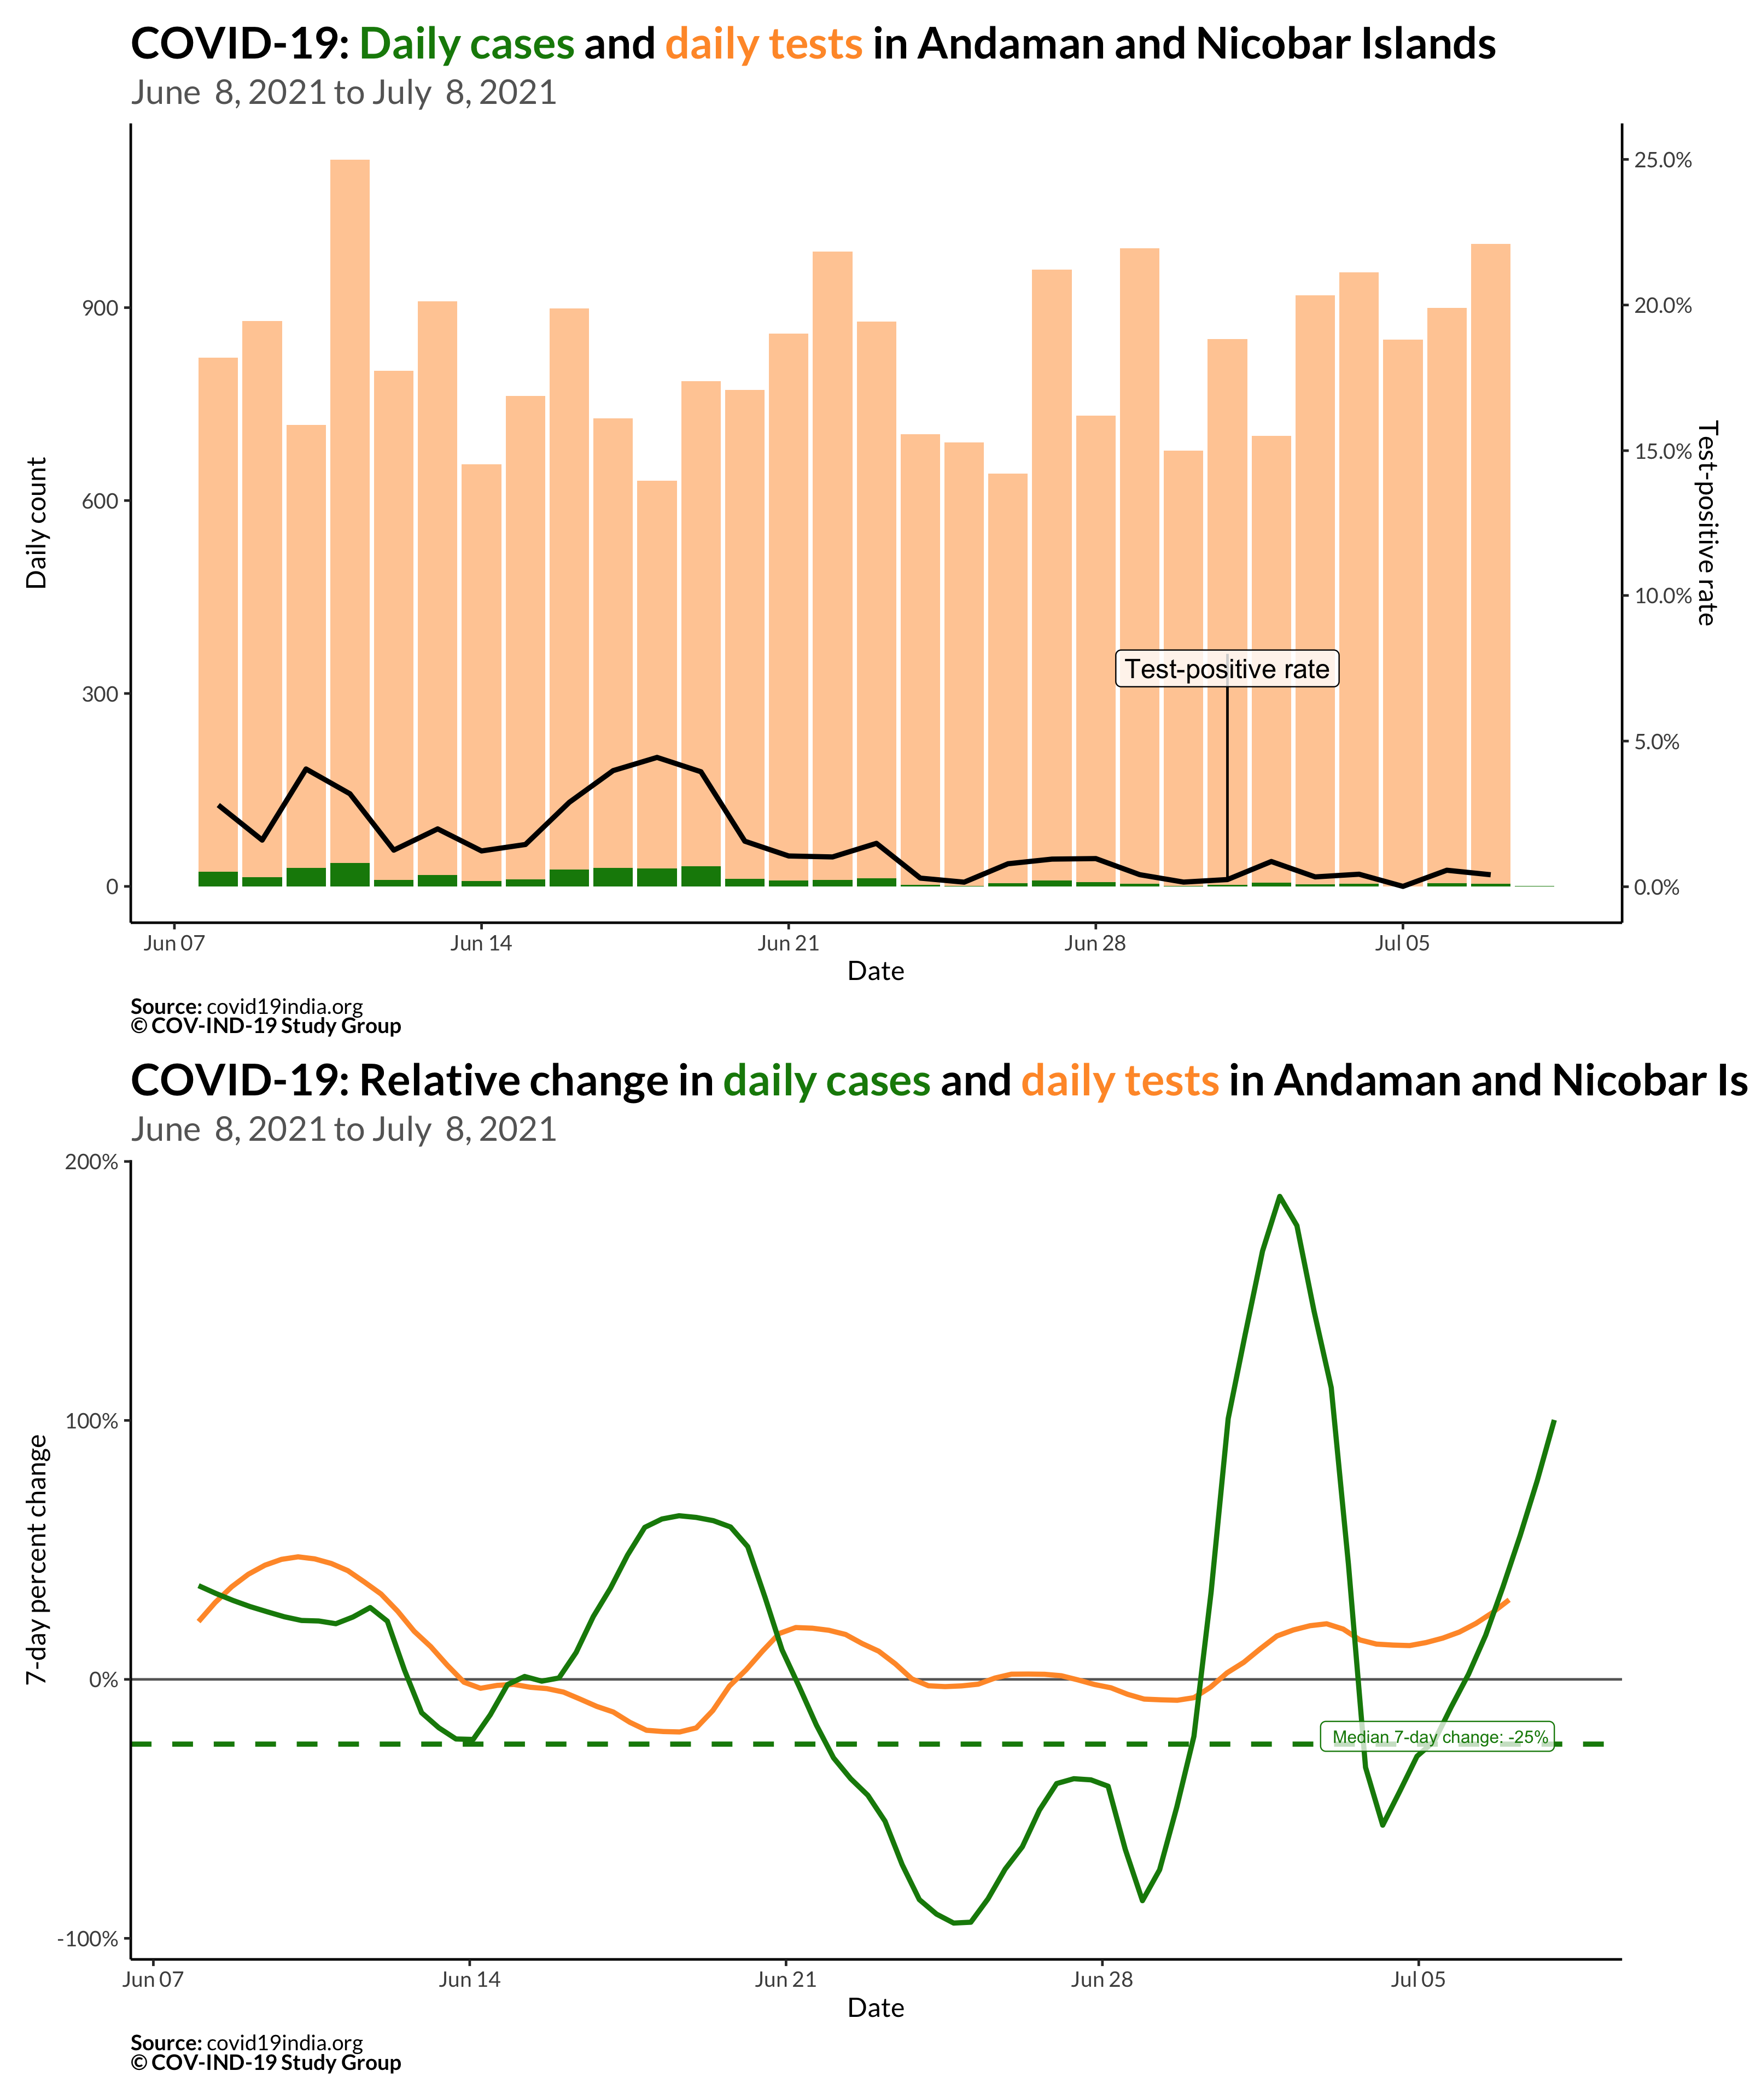 COVID-19: Daily cases and daily tests in Andaman and Nicobar Islands
June 8, 2021 to July 8, 2021
25.0%
900
20.0%
15.0%
600
Daily count
Test-positive rate
10.0%
Test-positive rate
300
5.0%
0
0.0%
Jun 07 Jun 14 Jun 21 Jun 28 Jul 05
Date
Source: covid19india.org
© COV-IND-19 Study Group
COVID-19: Relative change in daily cases and daily tests in Andaman and Nicobar Is
June 8, 2021 to July 8, 2021
200%
100%
7-day percent change
0%
Median 7-day change: -25%
-100%
Jun 07 Jun 14 Jun 21 Jun 28 Jul 05
Date
Source: covid19india.org
© COV-IND-19 Study Group